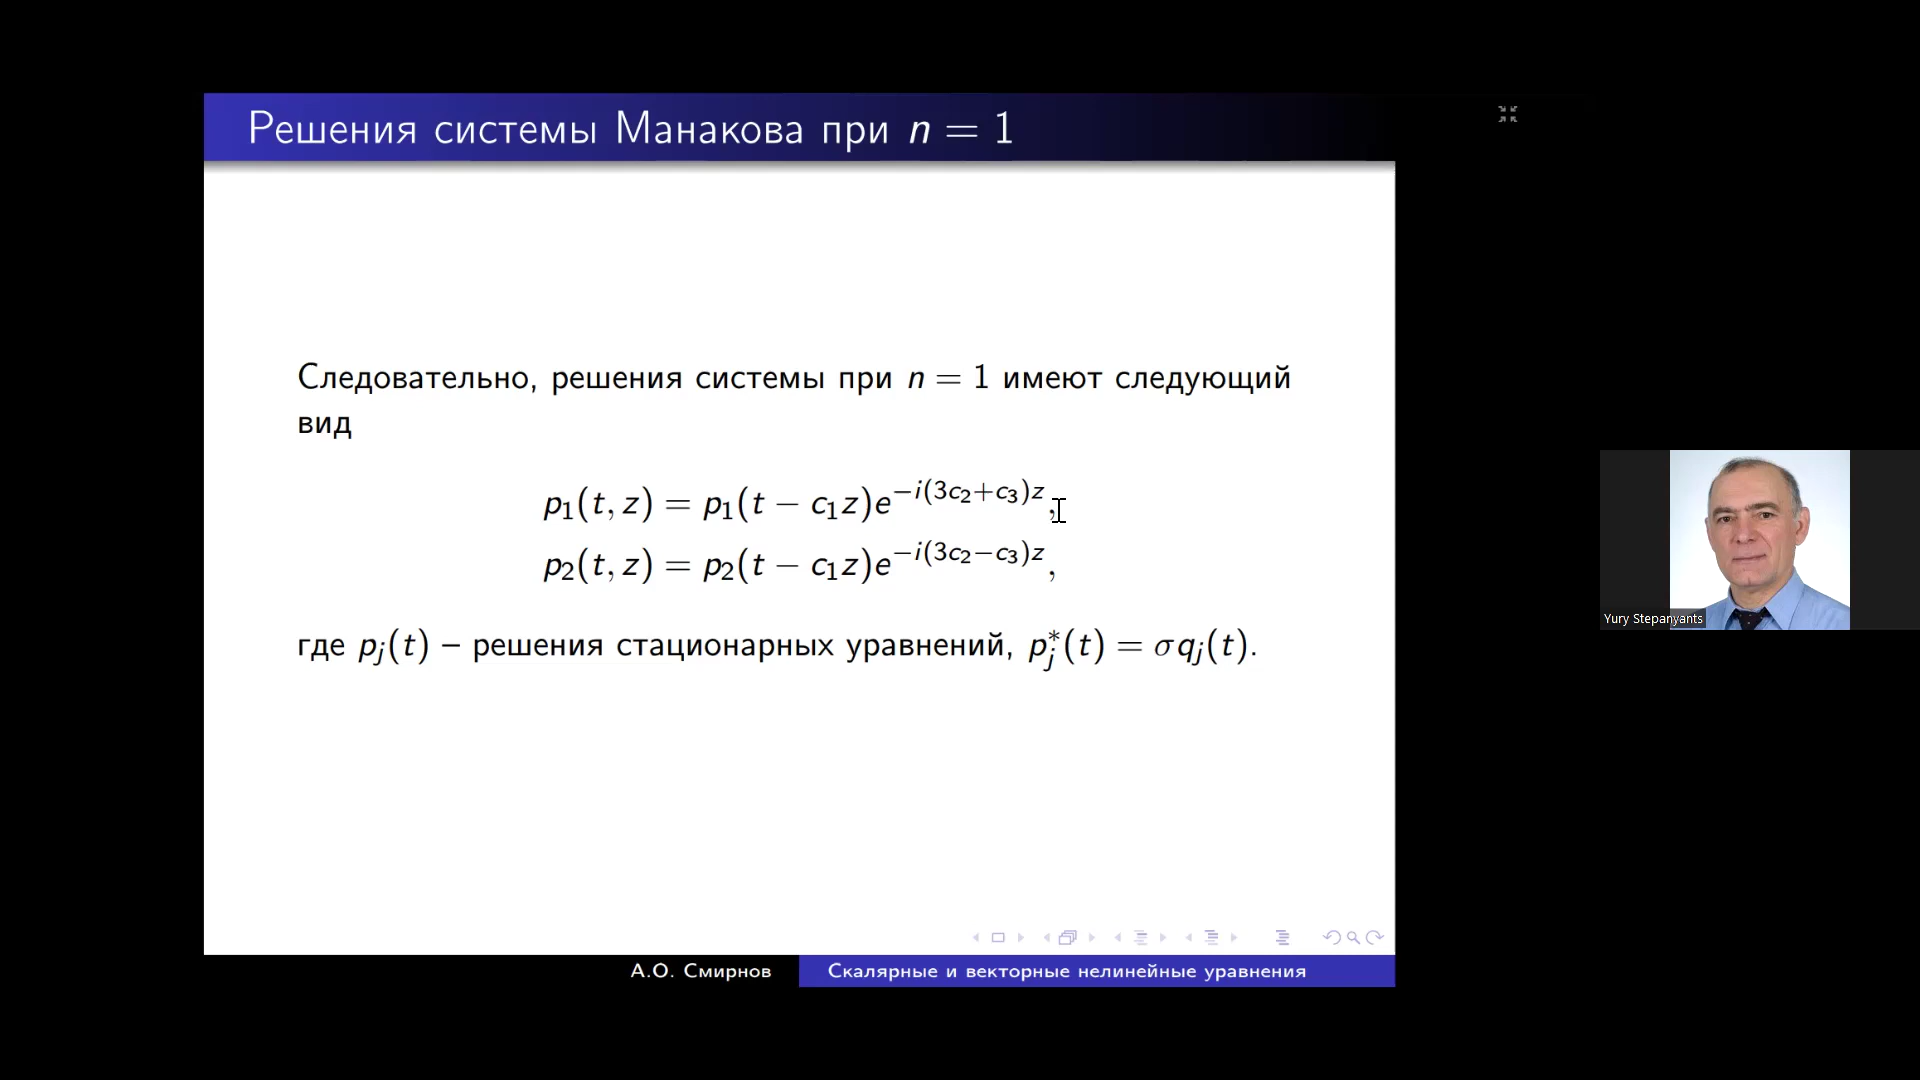 Решения системы Манакова при n = 1
Следовательно, решения системы при n = 1 имеют следующий
вид
p₁(t, z) = p₁(t − c₁z)e^{−i(3c₂+c₃)z},
p₂(t, z) = p₂(t − c₁z)e^{−i(3c₂−c₃)z},
где pⱼ(t) – решения стационарных уравнений, pⱼ*(t) = σqⱼ(t).
А.О. Смирнов
Скалярные и векторные нелинейные уравнения
Yury Stepanyants